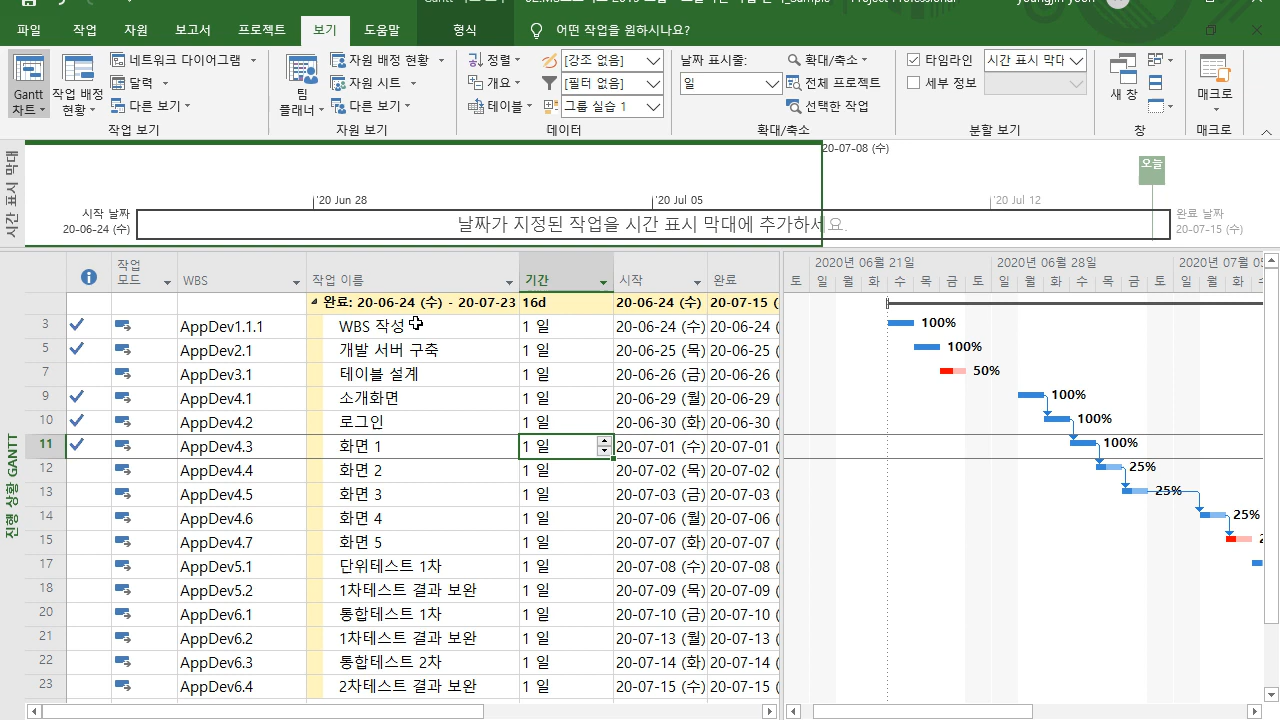 파일 작업 자원 보고서 프로젝트 보기 도움말 형식 어떤 작업을 원하시나요?
Gantt 차트
작업 배정 현황
네트워크 다이어그램
달력
다른 보기
작업 보기
팀 플래너
자원 배정 현황
자원 시트
다른 보기
자원 보기
정렬
개요
테이블
[강조 없음]
[필터 없음]
그룹 실습 1
데이터
날짜 표시줄:
일
확대/축소
전체 프로젝트
선택한 작업
확대/축소
타임라인 시간 표시 막대
세부 정보
분할 보기
새 창
창
매크로
매크로
시간 표시 막대
20-07-08 (수)
오늘
'20 Jun 28 '20 Jul 05 '20 Jul 12
시작 날짜
20-06-24 (수)
날짜가 지정된 작업을 시간 표시 막대에 추가하세요.
완료 날짜
20-07-15 (수)
진행 상황 GANTT
작업 모드 WBS 작업 이름 기간 시작 완료
2020년 06월 21일 2020년 06월 28일 2020년 07월 05
토 일 월 화 수 목 금 토 일 월 화 수 목 금 토 일 월 화
완료: 20-06-24 (수) - 20-07-23 16d 20-06-24 (수) 20-07-15 (
3 AppDev1.1.1 WBS 작성 1 일 20-06-24 (수) 20-06-24 ( 100%
5 AppDev2.1 개발 서버 구축 1 일 20-06-25 (목) 20-06-25 ( 100%
7 AppDev3.1 테이블 설계 1 일 20-06-26 (금) 20-06-26 ( 50%
9 AppDev4.1 소개화면 1 일 20-06-29 (월) 20-06-29 ( 100%
10 AppDev4.2 로그인 1 일 20-06-30 (화) 20-06-30 ( 100%
11 AppDev4.3 화면 1 1 일 20-07-01 (수) 20-07-01 ( 100%
12 AppDev4.4 화면 2 1 일 20-07-02 (목) 20-07-02 ( 25%
13 AppDev4.5 화면 3 1 일 20-07-03 (금) 20-07-03 ( 25%
14 AppDev4.6 화면 4 1 일 20-07-06 (월) 20-07-06 ( 25%
15 AppDev4.7 화면 5 1 일 20-07-07 (화) 20-07-07 (
17 AppDev5.1 단위테스트 1차 1 일 20-07-08 (수) 20-07-08 (
18 AppDev5.2 1차테스트 결과 보완 1 일 20-07-09 (목) 20-07-09 (
20 AppDev6.1 통합테스트 1차 1 일 20-07-10 (금) 20-07-10 (
21 AppDev6.2 1차테스트 결과 보완 1 일 20-07-13 (월) 20-07-13 (
22 AppDev6.3 통합테스트 2차 1 일 20-07-14 (화) 20-07-14 (
23 AppDev6.4 2차테스트 결과 보완 1 일 20-07-15 (수) 20-07-15 (